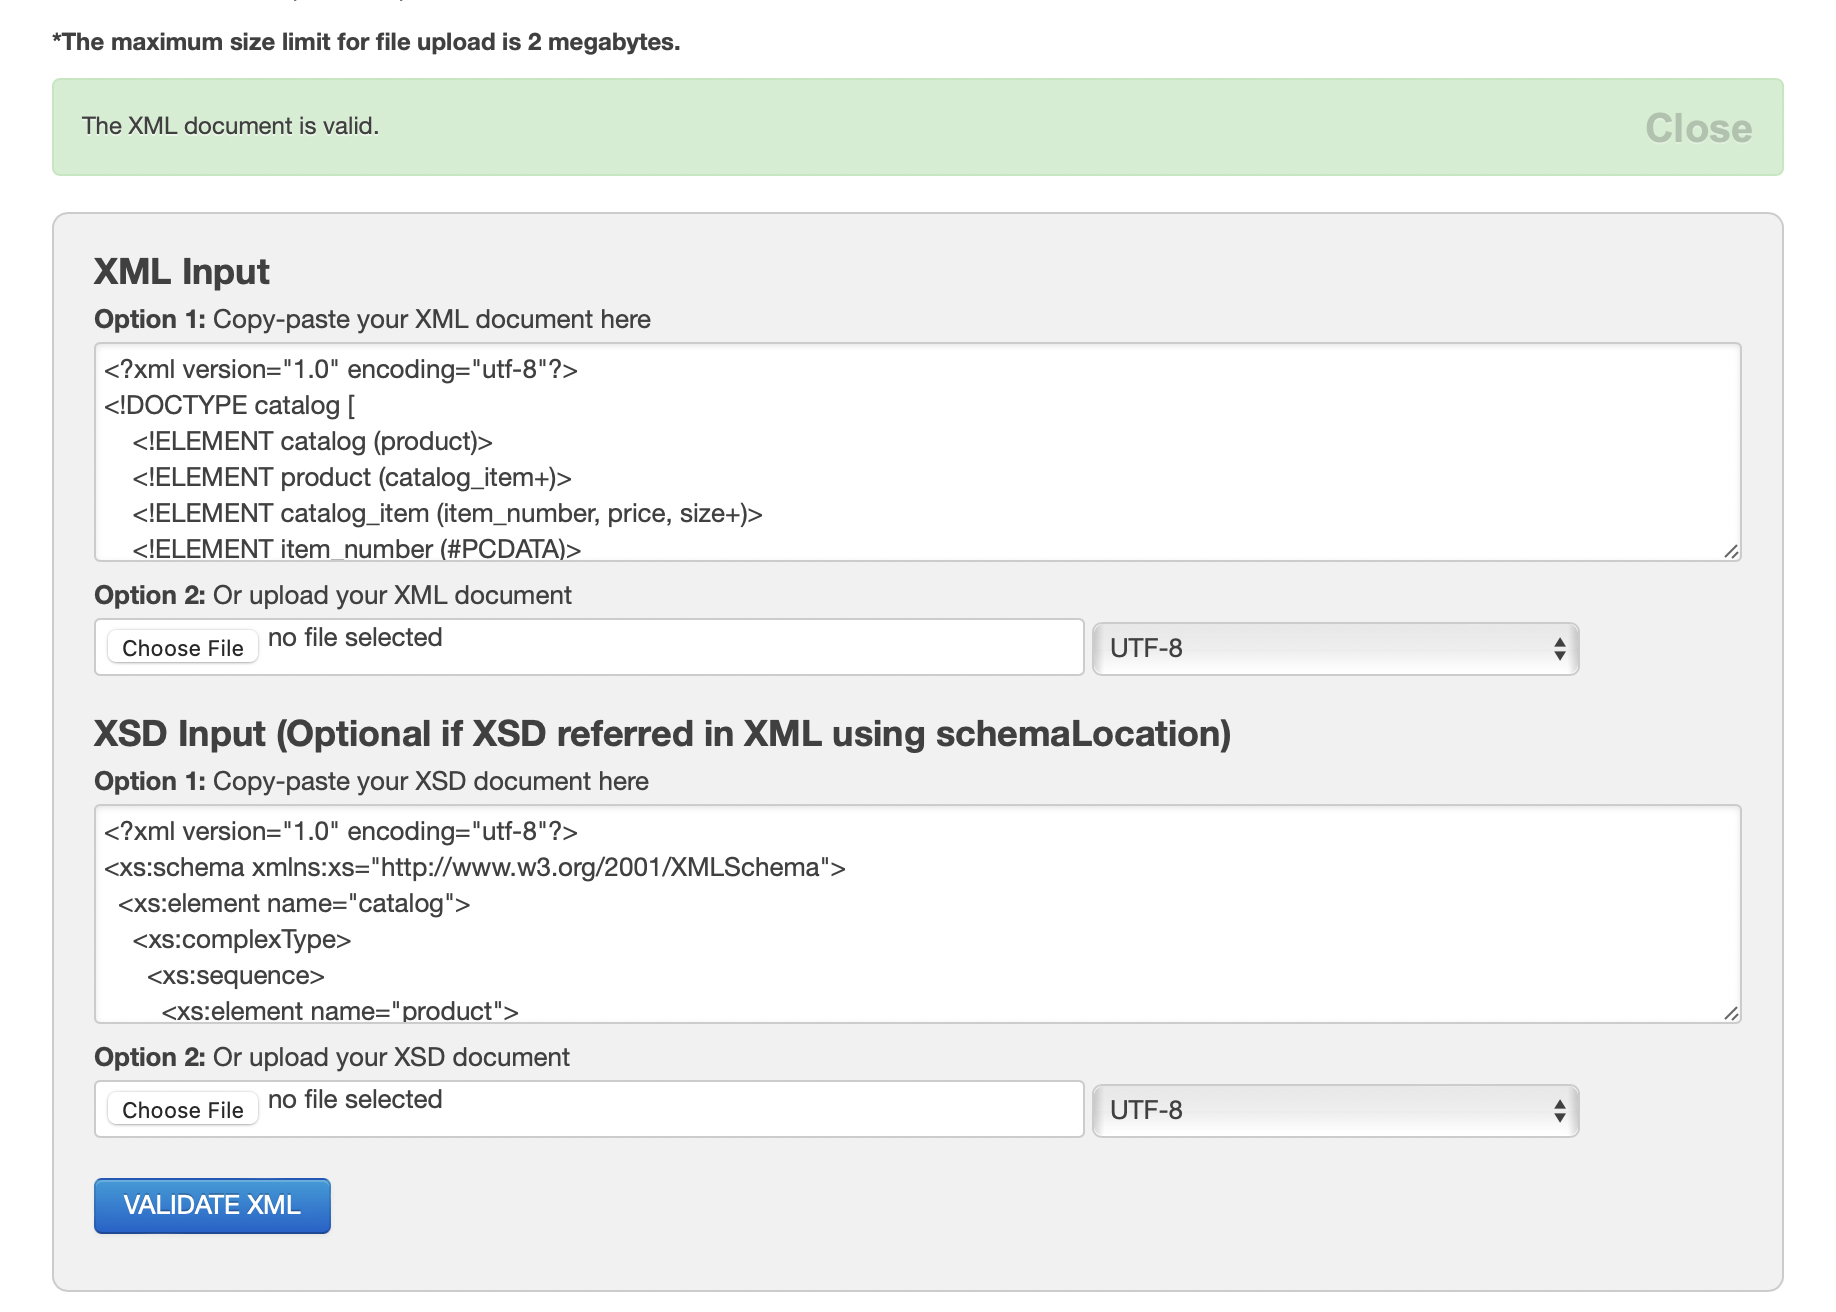 *The maximum size limit for file upload is 2 megabytes.
The XML document is valid.
Close
XML Input
Option 1: Copy-paste your XML document here
<?xml version="1.0" encoding="utf-8"?>
<!DOCTYPE catalog [
<!ELEMENT catalog (product)>
<!ELEMENT product (catalog_item+)>
<!ELEMENT catalog_item (item_number, price, size+)>
<!ELEMENT item_number (#PCDATA)>
Option 2: Or upload your XML document
Choose File no file selected
UTF-8
XSD Input (Optional if XSD referred in XML using schemaLocation)
Option 1: Copy-paste your XSD document here
<?xml version="1.0" encoding="utf-8"?>
<xs:schema xmlns:xs="http://www.w3.org/2001/XMLSchema">
<xs:element name="catalog">
<xs:complexType>
<xs:sequence>
<xs:element name="product">
Option 2: Or upload your XSD document
Choose File no file selected
UTF-8
VALIDATE XML